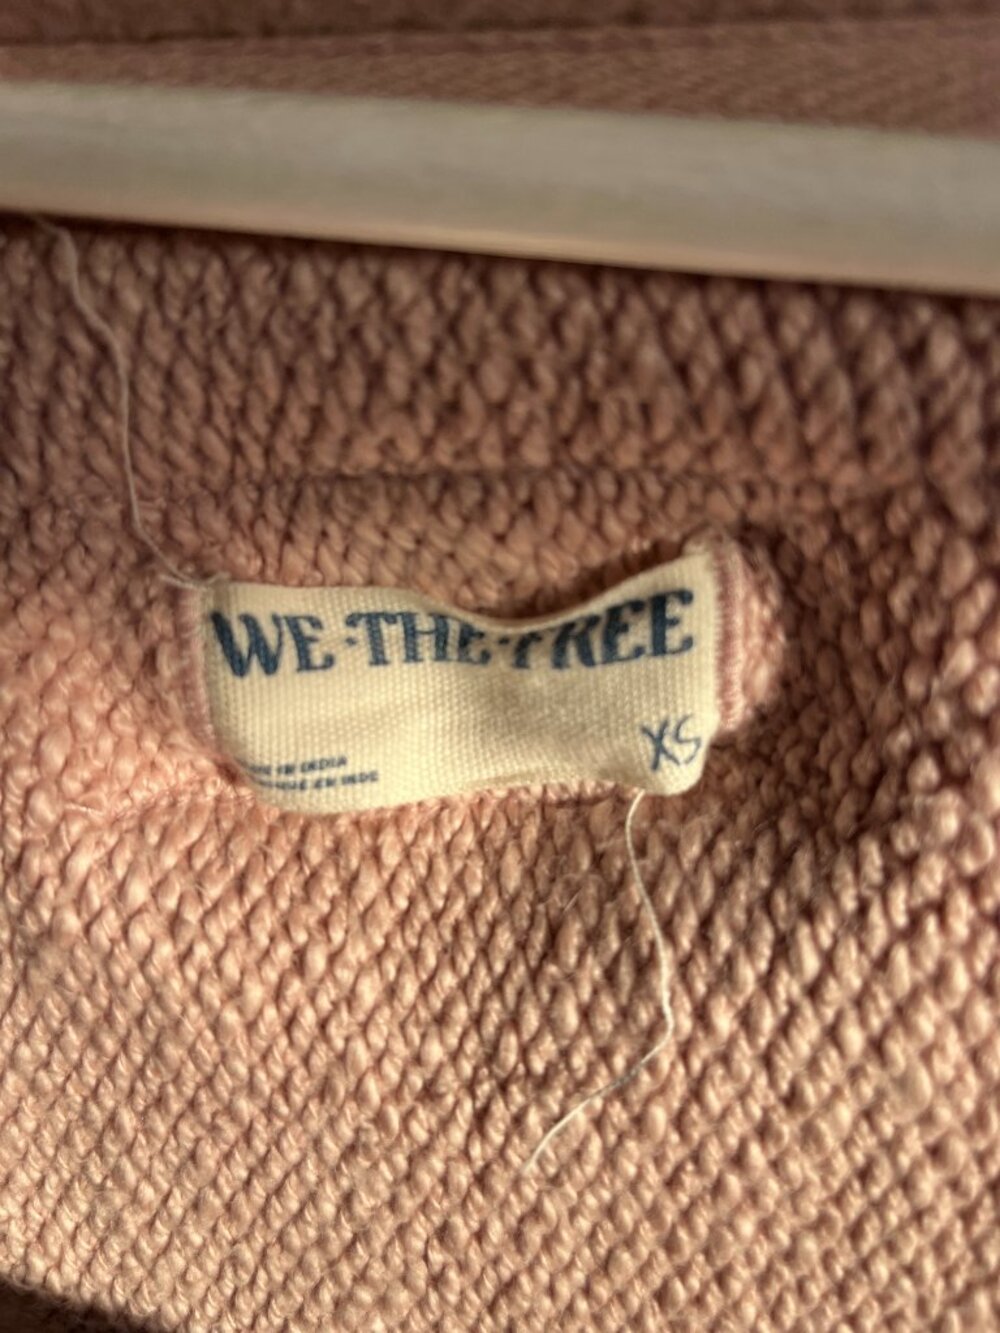 WE·THE·FREE
XS
IN INDIA
EN INDE